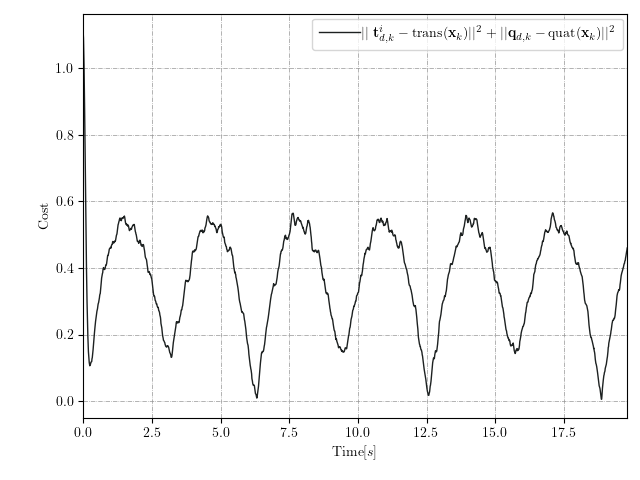 || t^i_{d,k} − trans(x_k)||^2 + ||q_{d,k} − quat(x_k)||^2
1.0
0.8
0.6
0.4
0.2
0.0
Cost
0.0 2.5 5.0 7.5 10.0 12.5 15.0 17.5
Time[s]